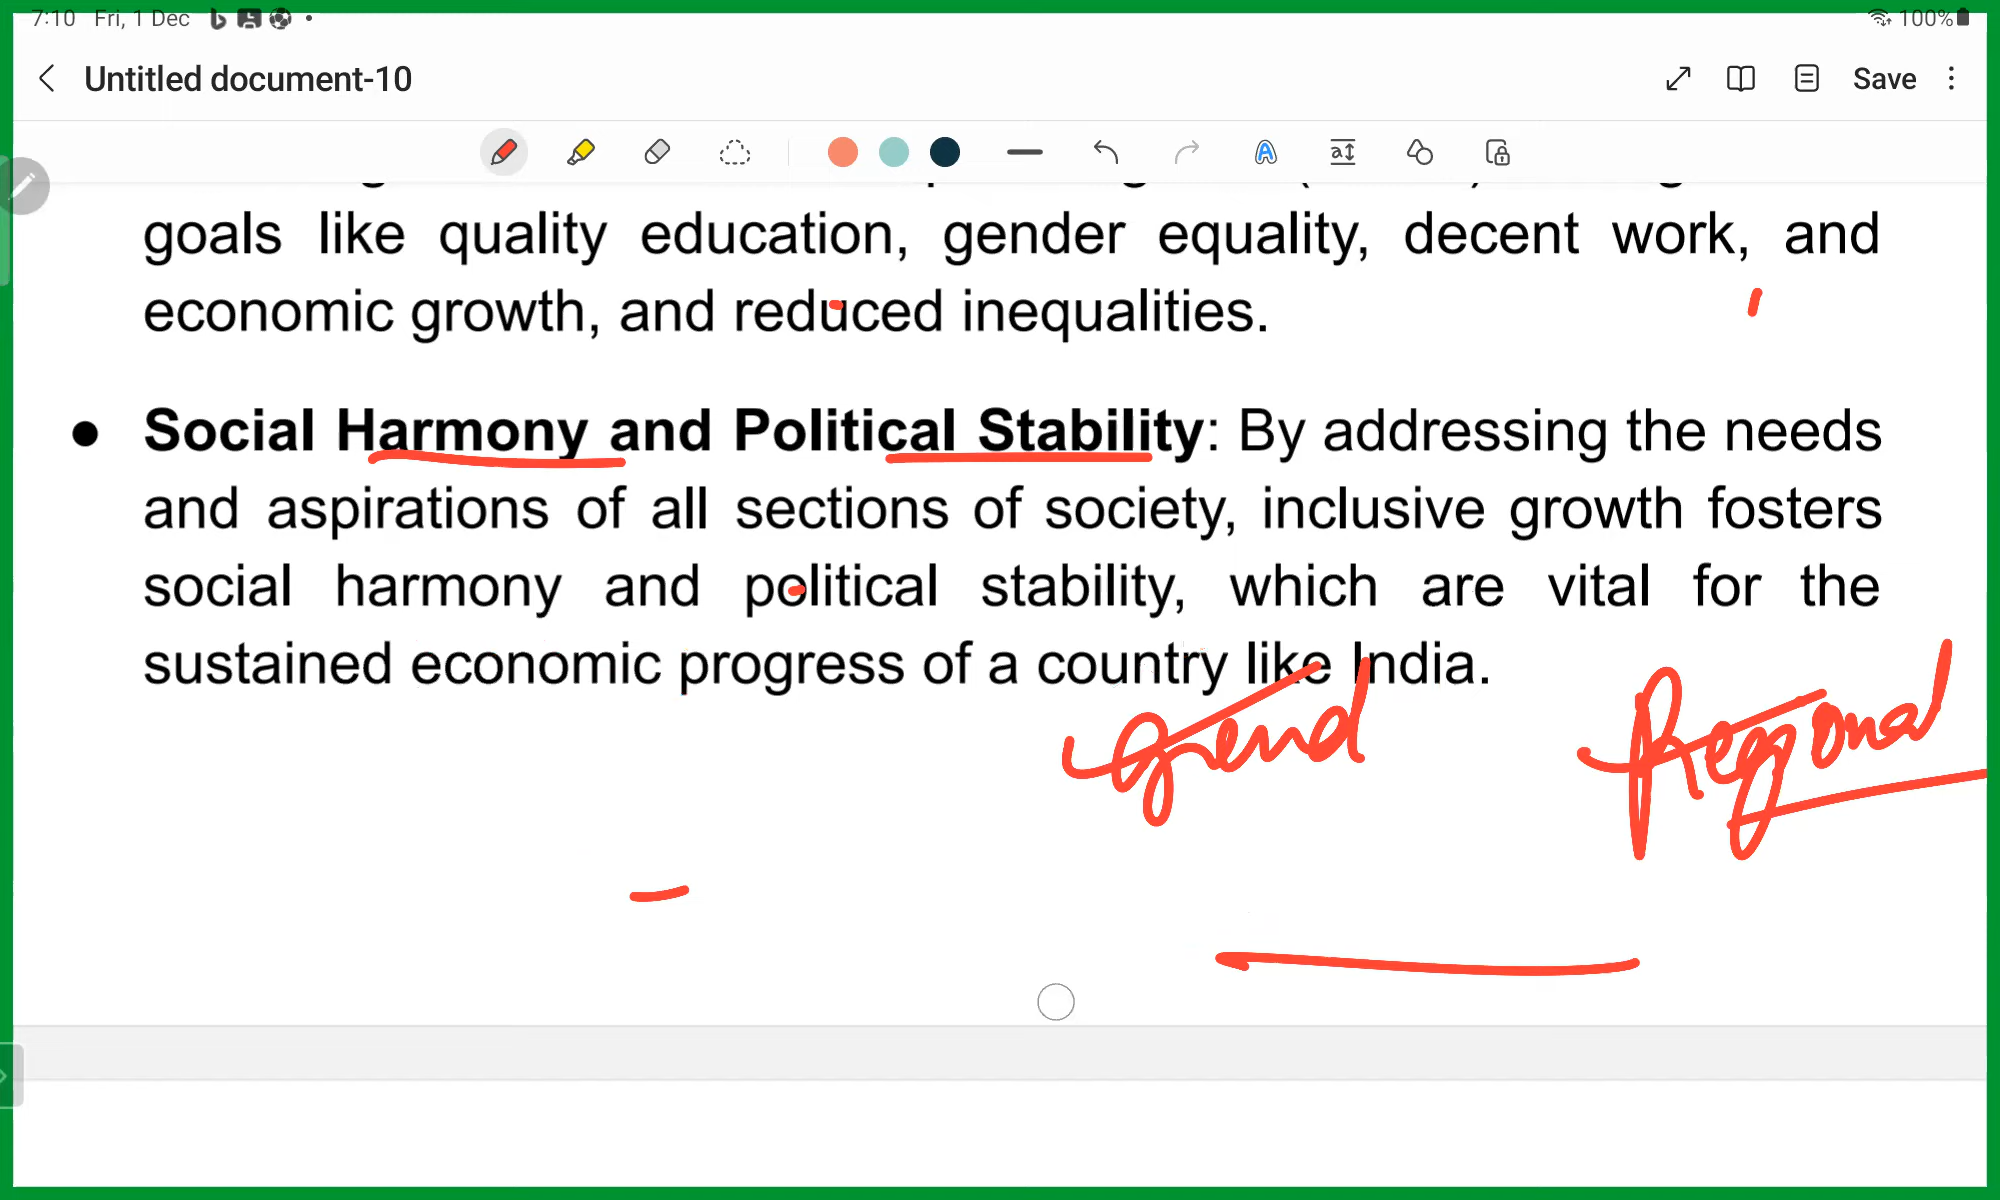 7:10 Fri, 1 Dec
100%
Untitled document-10
Save
goals like quality education, gender equality, decent work, and
economic growth, and reduced inequalities.
● Social Harmony and Political Stability: By addressing the needs
and aspirations of all sections of society, inclusive growth fosters
social harmony and political stability, which are vital for the
sustained economic progress of a country like India.
Regional